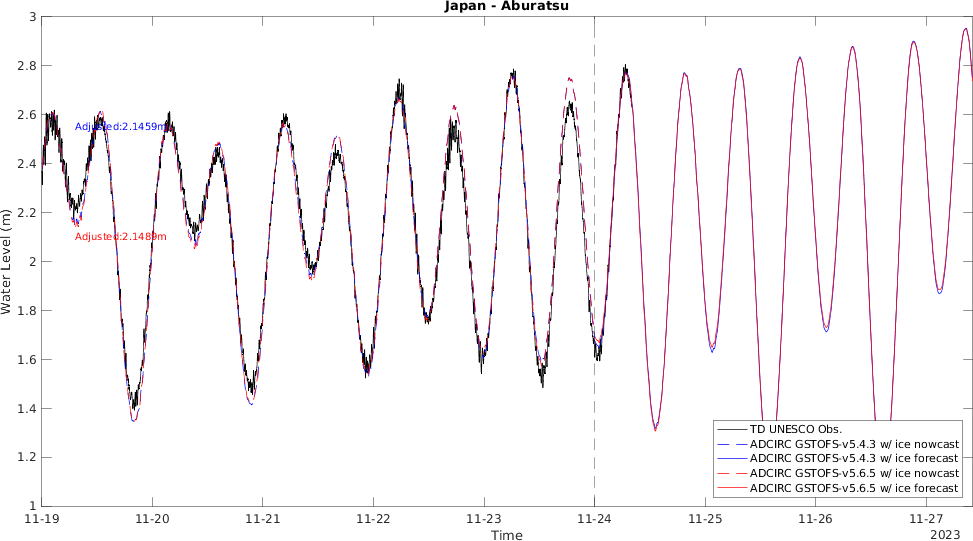 Japan - Aburatsu
Water Level (m)
3
2.8
2.6
2.4
2.2
2
1.8
1.6
1.4
1.2
1
Adjusted:2.1459m
Adjusted:2.1489m
TD UNESCO Obs.
ADCIRC GSTOFS-v5.4.3 w/ ice nowcast
ADCIRC GSTOFS-v5.4.3 w/ ice forecast
ADCIRC GSTOFS-v5.6.5 w/ ice nowcast
ADCIRC GSTOFS-v5.6.5 w/ ice forecast
11-19 11-20 11-21 11-22 11-23 11-24 11-25 11-26 11-27
Time
2023